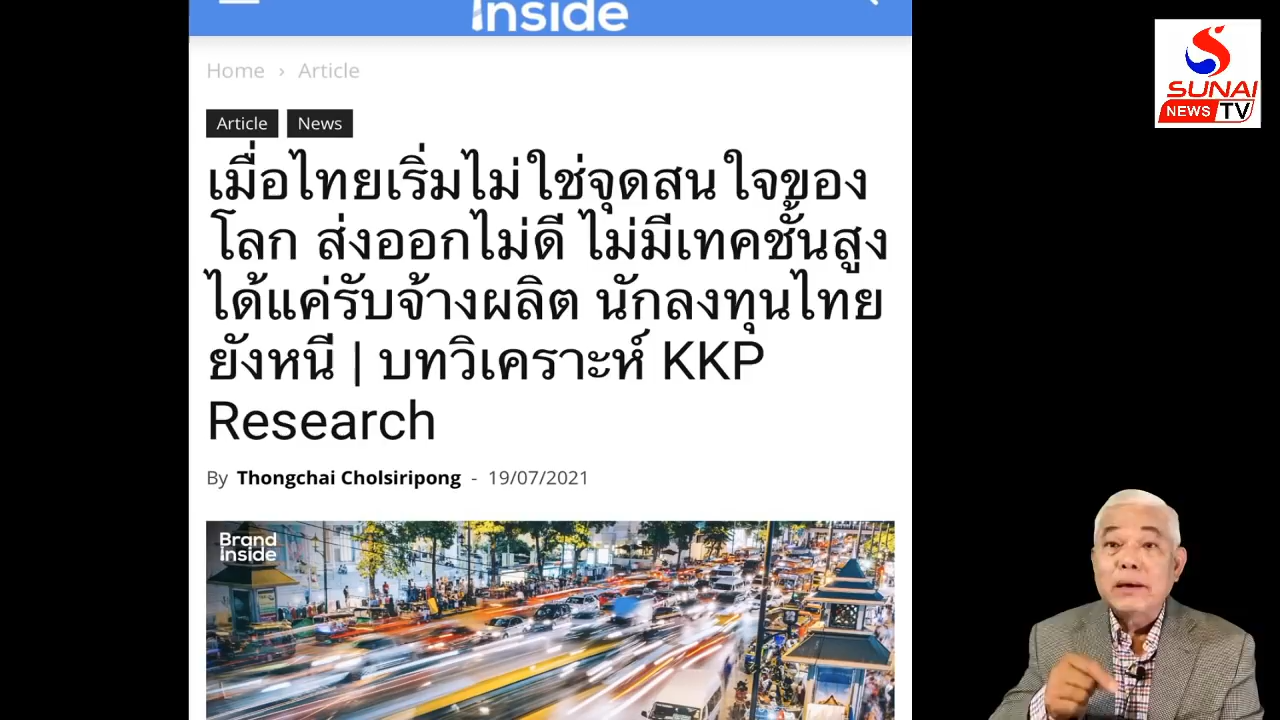 Inside
SUNAI
NEWS TV
Home › Article
Article News
เมื่อไทยเริ่มไม่ใช่จุดสนใจของ
โลก ส่งออกไม่ดี ไม่มีเทคชั้นสูง
ได้แค่รับจ้างผลิต นักลงทุนไทย
ยังหนี | บทวิเคราะห์ KKP
Research
By Thongchai Cholsiripong - 19/07/2021
Brand
Inside